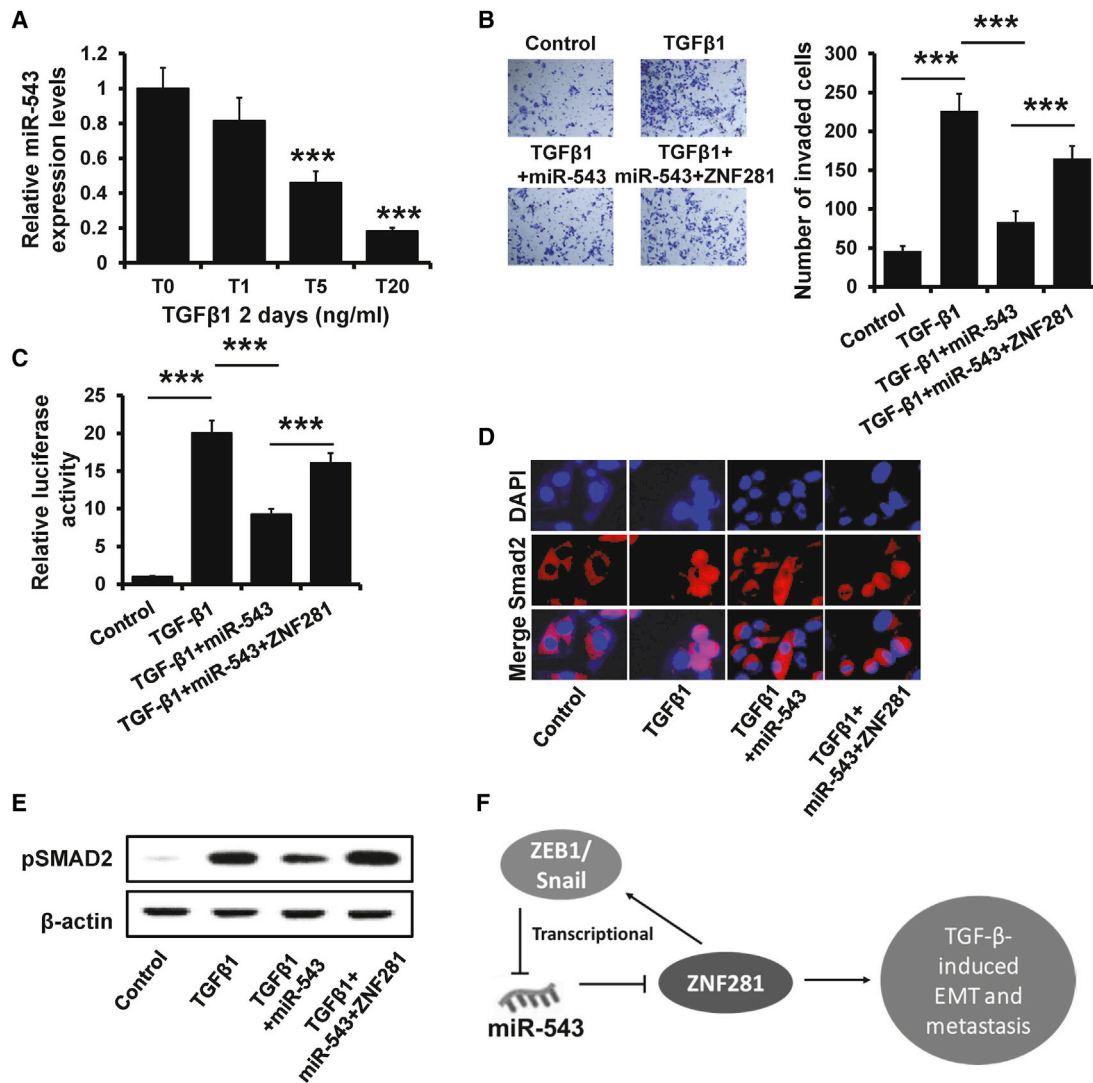 A
Relative miR-543
expression levels
1.2
1
0.8
0.6
0.4
0.2
0
***
***
T0 T1 T5 T20
TGFβ1 2 days (ng/ml)
B
Control TGFβ1
TGFβ1
+miR-543
TGFβ1+
miR-543+ZNF281
Number of invaded cells
300
250
200
150
100
50
0
***
***
***
Control
TGF-β1
TGF-β1+miR-543
TGF-β1+miR-543+ZNF281
C
Relative luciferase
activity
25
20
15
10
5
0
***
***
***
Control
TGF-β1
TGF-β1+miR-543
TGF-β1+miR-543+ZNF281
D
DAPI
Smad2
Merge
Control
TGFβ1
TGFβ1
+miR-543
TGFβ1+
miR-543+ZNF281
E
pSMAD2
β-actin
Control
TGFβ1
TGFβ1
+miR-543
TGFβ1+
miR-543+ZNF281
F
ZEB1/
Snail
Transcriptional
miR-543
ZNF281
TGF-β-
induced
EMT and
metastasis